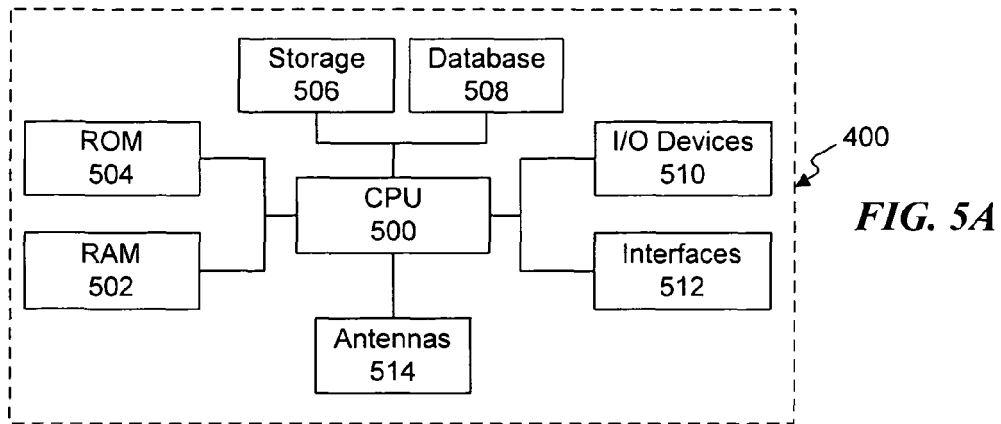 Storage
506
Database
508
ROM
504
I/O Devices
510
400
CPU
500
FIG. 5A
RAM
502
Interfaces
512
Antennas
514